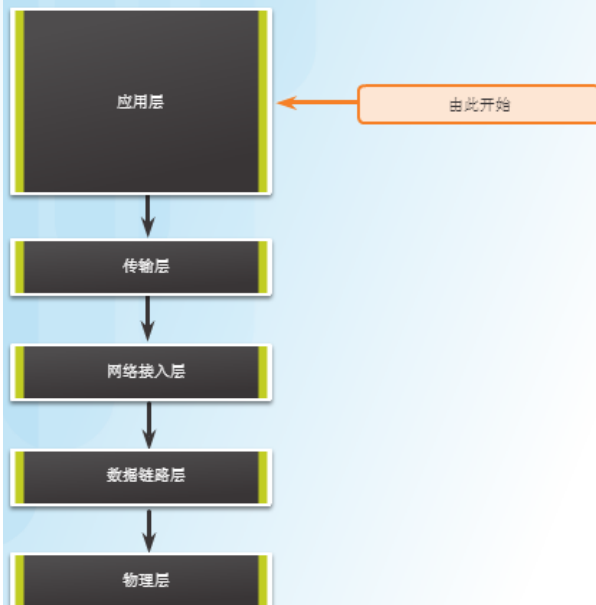 应用层
由此开始
传输层
网络接入层
数据链路层
物理层